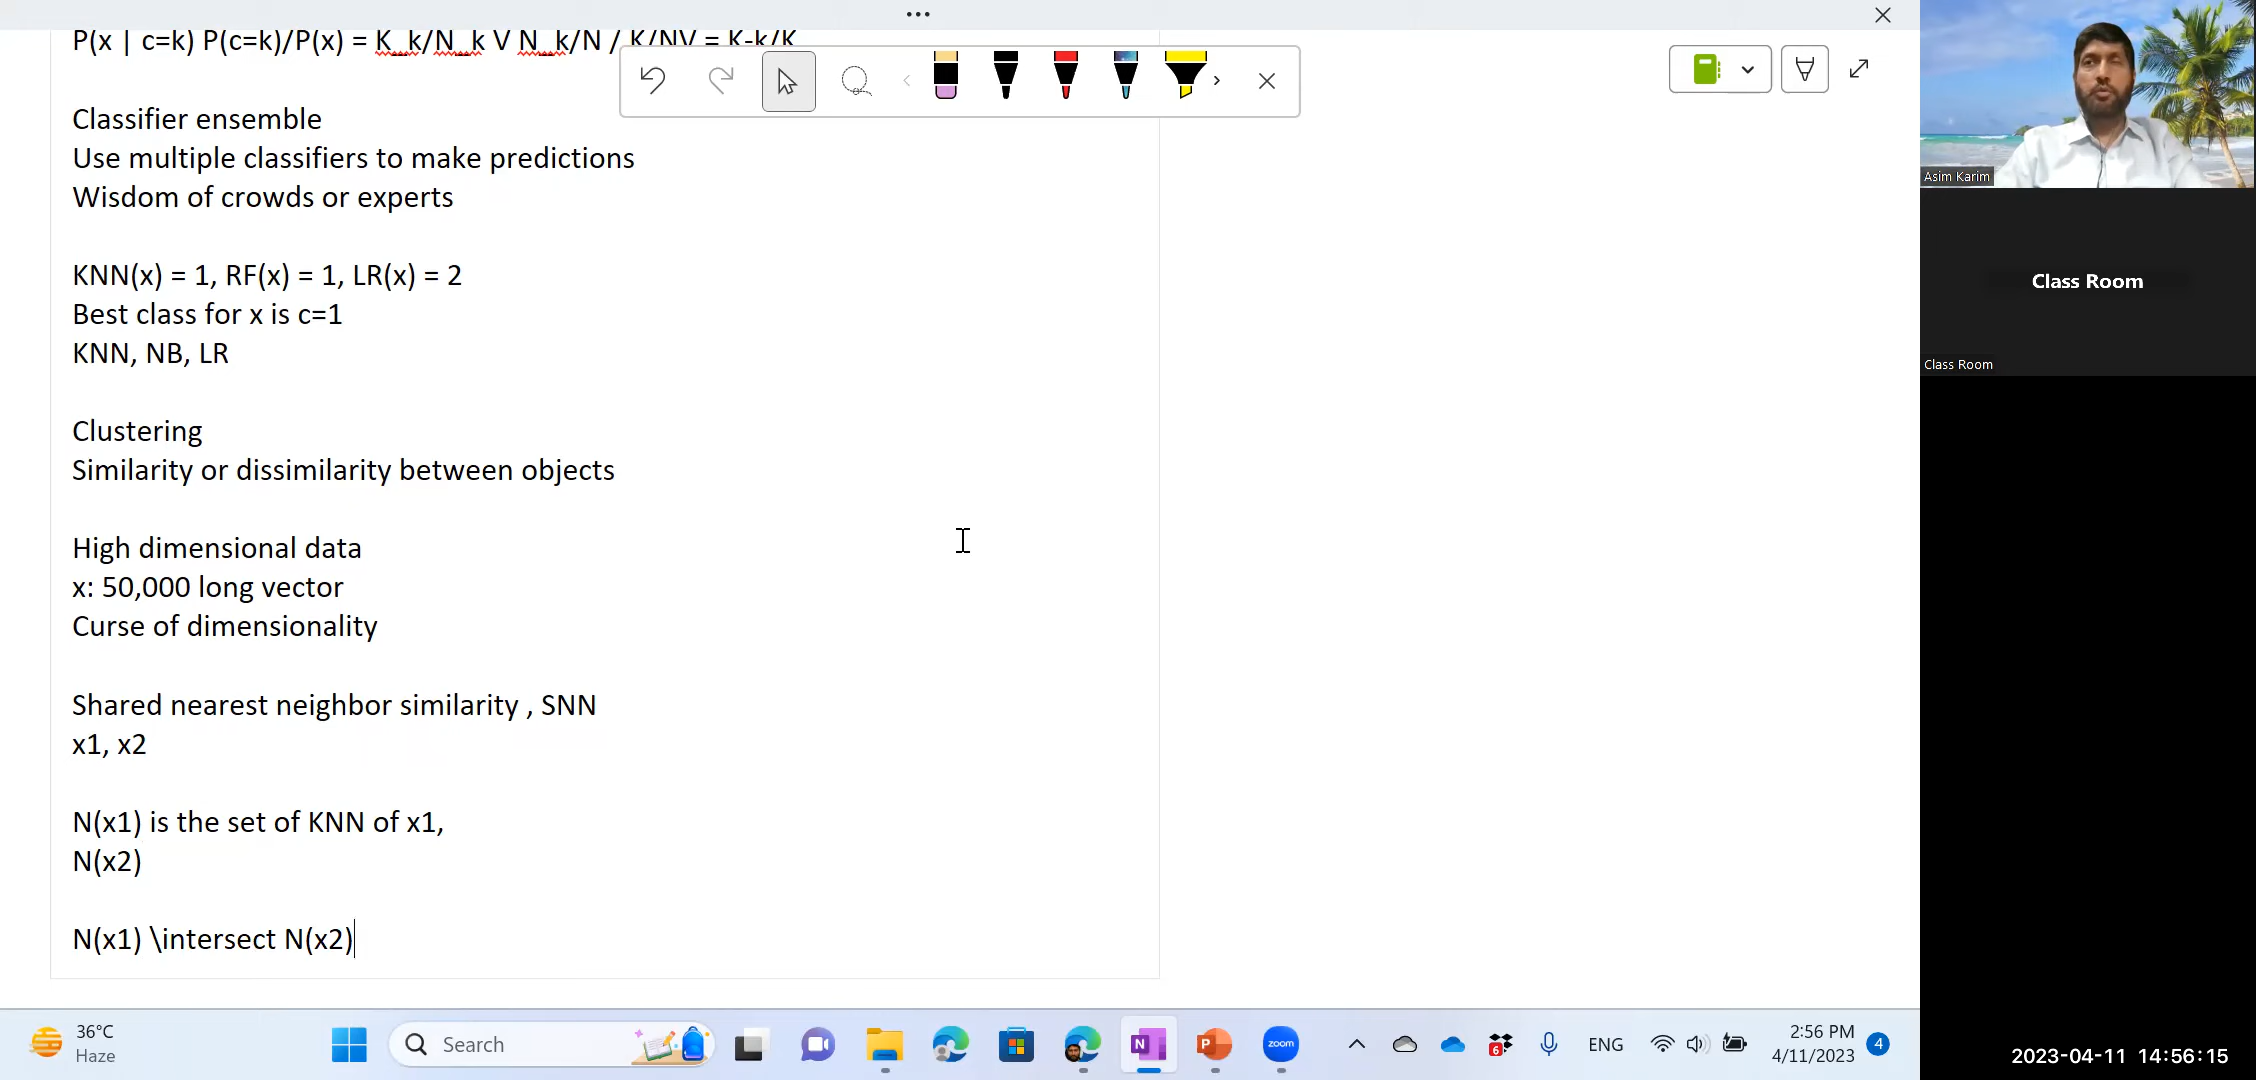 P(x | c=k) P(c=k)/P(x) = K_k/N_k V N_k/N / K/NV = K-k/K
Classifier ensemble
Use multiple classifiers to make predictions
Wisdom of crowds or experts
KNN(x) = 1, RF(x) = 1, LR(x) = 2
Best class for x is c=1
KNN, NB, LR
Clustering
Similarity or dissimilarity between objects
High dimensional data
x: 50,000 long vector
Curse of dimensionality
Shared nearest neighbor similarity , SNN
x1, x2
N(x1) is the set of KNN of x1,
N(x2)
N(x1) \intersect N(x2)
Asim Karim
Class Room
Class Room
36°C
Haze
Search
N
P
zoom
6
ENG
2:56 PM
4/11/2023
4
2023-04-11 14:56:15